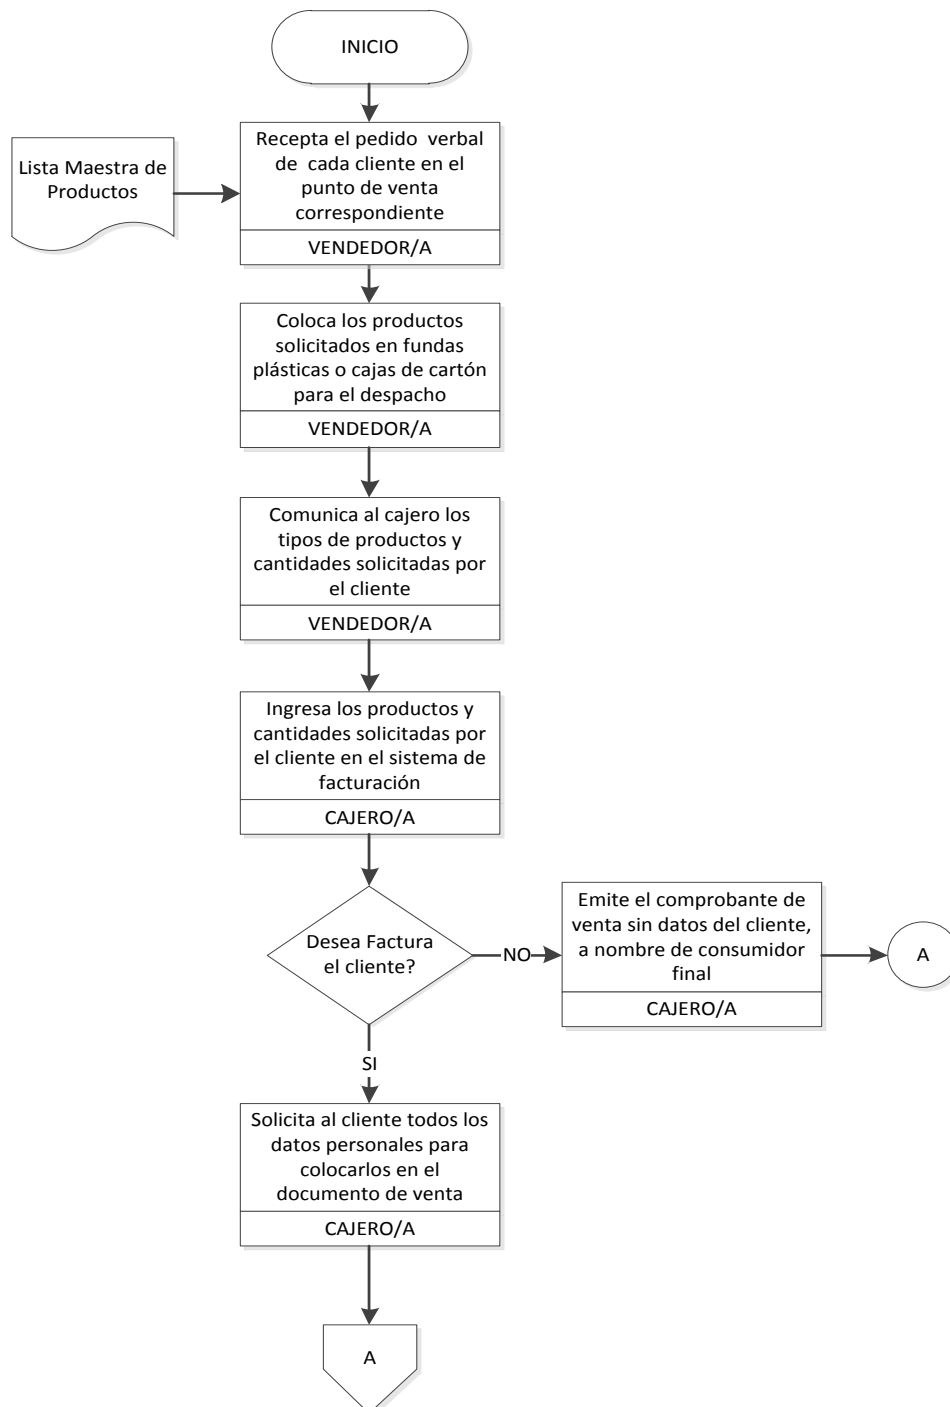 INICIO
Lista Maestra de
Productos
Recepta el pedido verbal
de cada cliente en el
punto de venta
correspondiente
VENDEDOR/A
Coloca los productos
solicitados en fundas
plásticas o cajas de cartón
para el despacho
VENDEDOR/A
Comunica al cajero los
tipos de productos y
cantidades solicitadas por
el cliente
VENDEDOR/A
Ingresa los productos y
cantidades solicitadas por
el cliente en el sistema de
facturación
CAJERO/A
Desea Factura
el cliente?
NO
Emite el comprobante de
venta sin datos del cliente,
a nombre de consumidor
final
CAJERO/A
A
SI
Solicita al cliente todos los
datos personales para
colocarlos en el
documento de venta
CAJERO/A
A